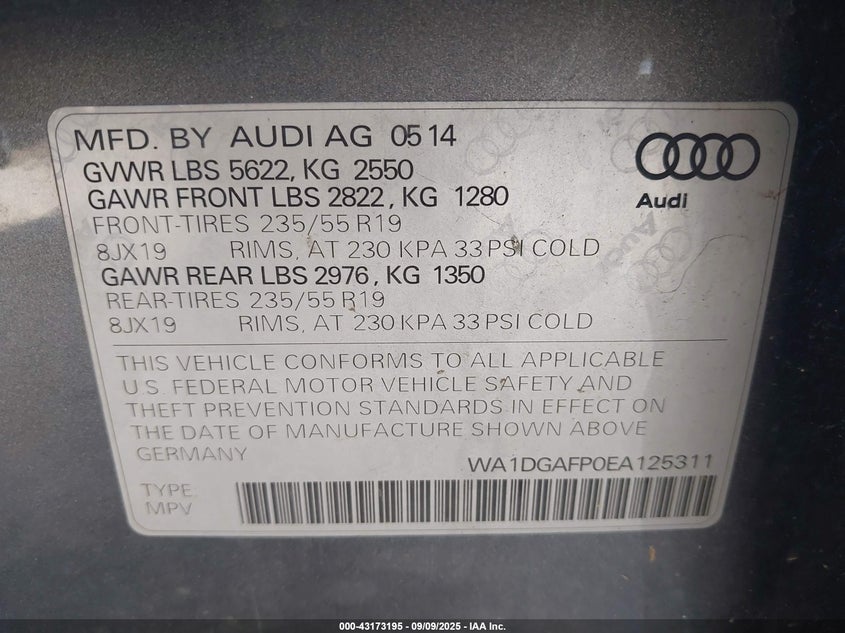 MFD. BY AUDI AG 05 14
GVWR LBS 5622, KG 2550
GAWR FRONT LBS 2822, KG 1280
FRONT-TIRES 235/55 R19
8JX19 RIMS, AT 230 KPA 33 PSI COLD
GAWR REAR LBS 2976, KG 1350
REAR-TIRES 235/55 R19
8JX19 RIMS, AT 230 KPA 33 PSI COLD
Audi
THIS VEHICLE CONFORMS TO ALL APPLICABLE
U.S. FEDERAL MOTOR VEHICLE SAFETY AND
THEFT PREVENTION STANDARDS IN EFFECT ON
THE DATE OF MANUFACTURE SHOWN ABOVE
GERMANY
WA1DGAFP0EA125311
TYPE:
MPV
000-43173195 - 09/09/2025 - IAA Inc.